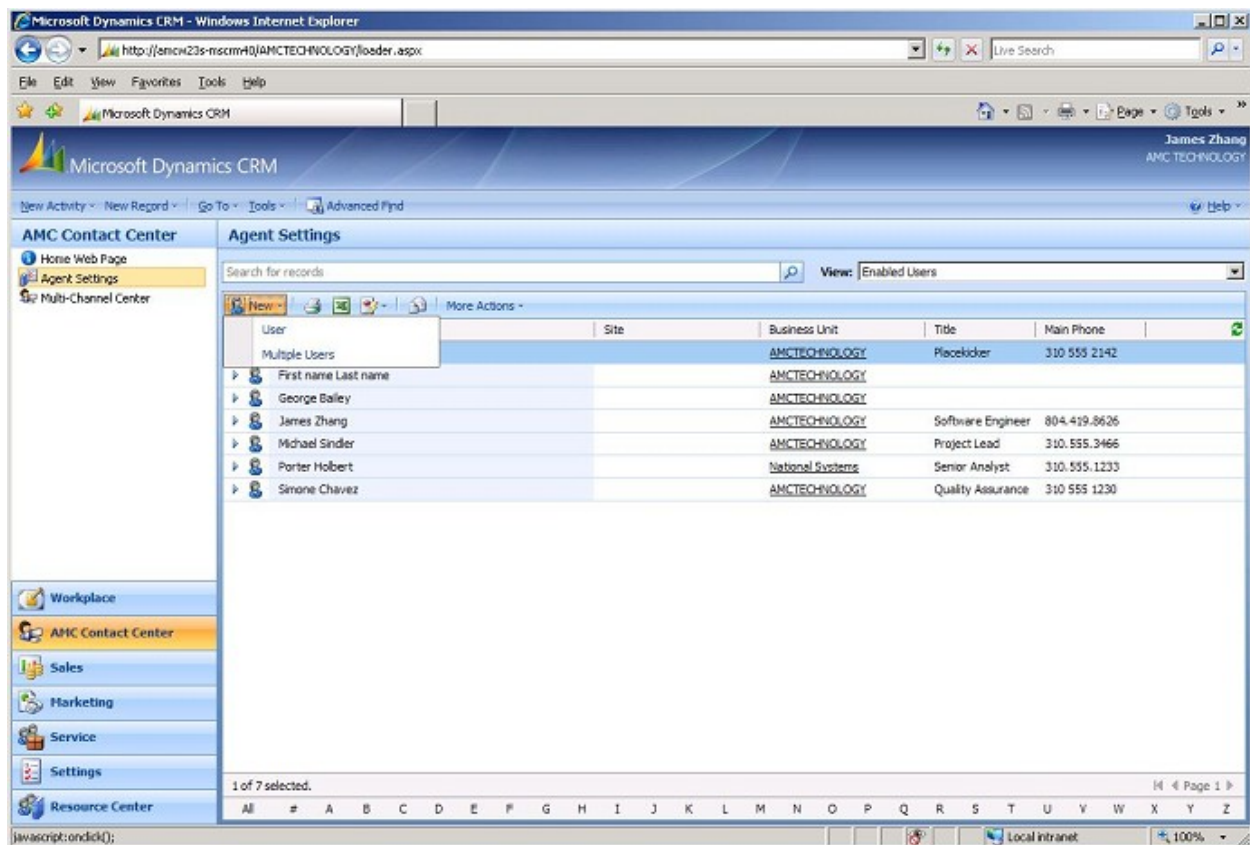 Microsoft Dynamics CRM - Windows Internet Explorer
http://amcw23s-mscrm40/AMCTECHNOLOGY/loader.aspx Live Search
File Edit View Favorites Tools Help
Microsoft Dynamics CRM Page Tools
Microsoft Dynamics CRM James Zhang
AMC TECHNOLOGY
New Activity New Record Go To Tools Advanced Find Help
AMC Contact Center Agent Settings
Home Web Page
Agent Settings Search for records View: Enabled Users
Multi-Channel Center
New More Actions
User Site Business Unit Title Main Phone
Multiple Users AMCTECHNOLOGY Placekicker 310 555 2142
First name Last name AMCTECHNOLOGY
George Bailey AMCTECHNOLOGY
James Zhang AMCTECHNOLOGY Software Engineer 804.419.8626
Michael Sindler AMCTECHNOLOGY Project Lead 310.555.3466
Porter Holbert National Systems Senior Analyst 310.555.1233
Simone Chavez AMCTECHNOLOGY Quality Assurance 310 555 1230
Workplace
AMC Contact Center
Sales
Marketing
Service
Settings
Resource Center
1 of 7 selected. Page 1
All # A B C D E F G H I J K L M N O P Q R S T U V W X Y Z
javascript:onclick(); Local intranet 100%